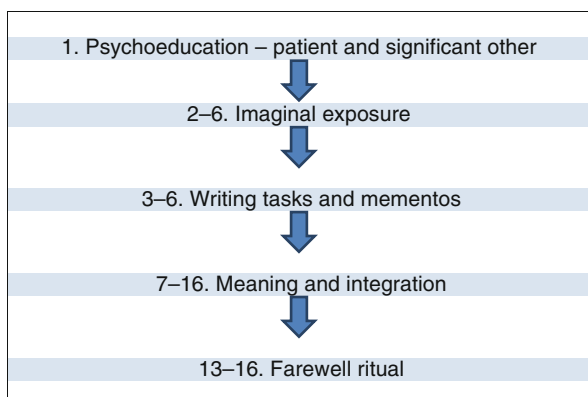 1. Psychoeducation – patient and significant other
2–6. Imaginal exposure
3–6. Writing tasks and mementos
7–16. Meaning and integration
13–16. Farewell ritual